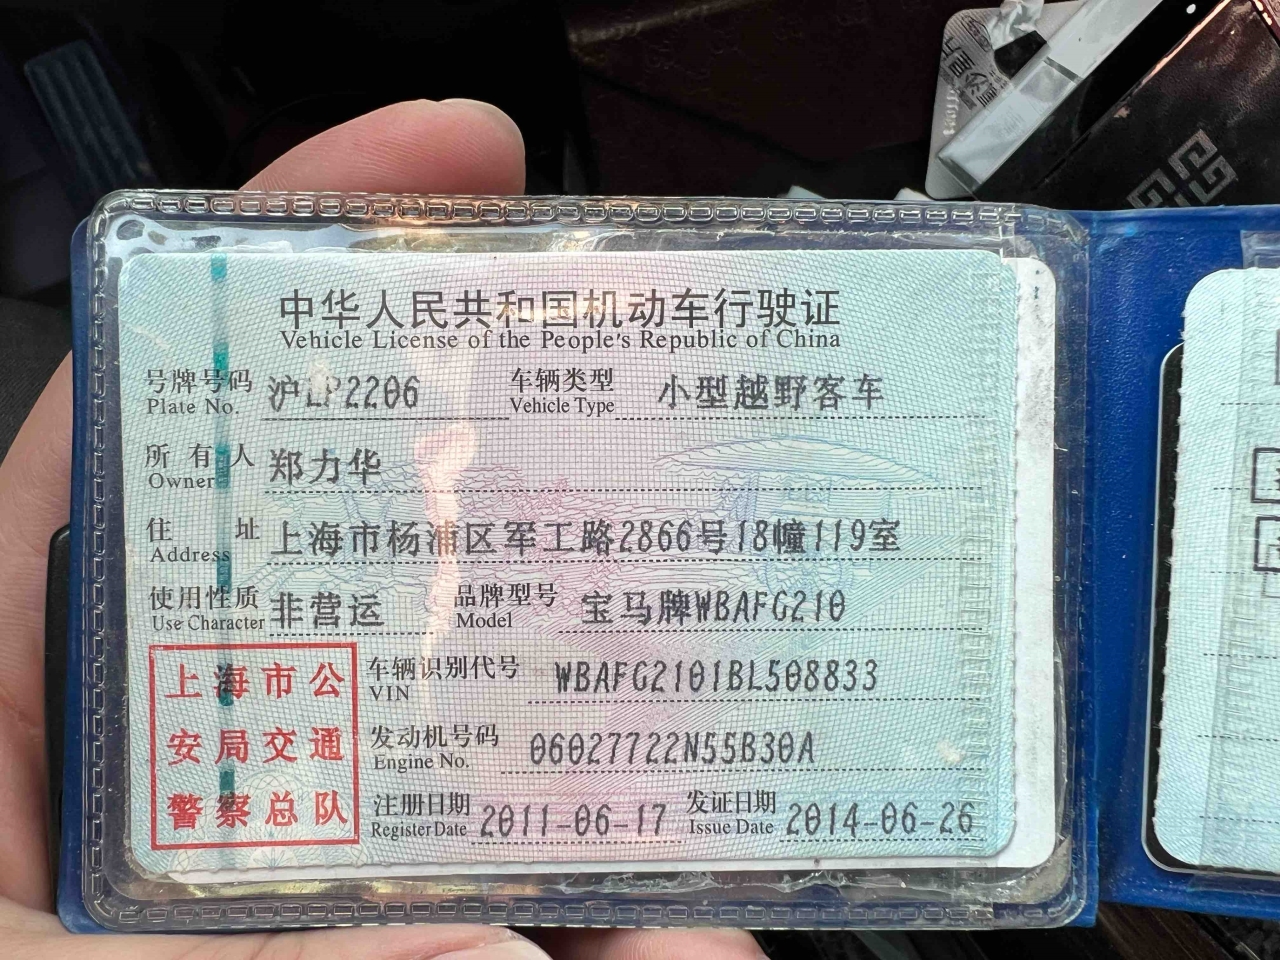 中华人民共和国机动车行驶证
Vehicle License of the People's Republic of China
号牌号码 沪LP2206 车辆类型 小型越野客车
Plate No. Vehicle Type
所有人 郑力华
Owner
住址 上海市杨浦区军工路2866号18幢119室
Address
使用性质 非营运 品牌型号 宝马牌WBAFG210
Use Character Model
上海市公
安局交通
警察总队
车辆识别代号 WBAFG2101BL508833
VIN
发动机号码 06027722N55B30A
Engine No.
注册日期 2011-06-17 发证日期 2014-06-26
Register Date Issue Date